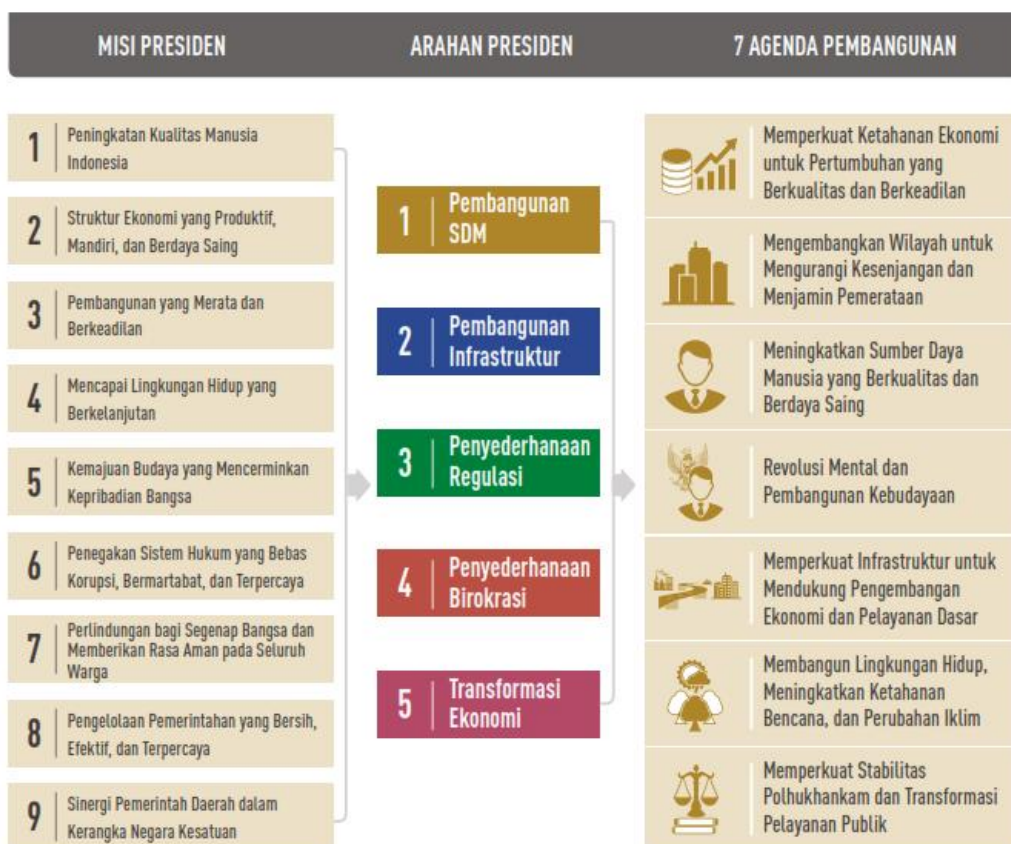 MISI PRESIDEN
ARAHAN PRESIDEN
7 AGENDA PEMBANGUNAN
1
Peningkatan Kualitas Manusia
Indonesia
2
Struktur Ekonomi yang Produktif,
Mandiri, dan Berdaya Saing
3
Pembangunan yang Merata dan
Berkeadilan
4
Mencapai Lingkungan Hidup yang
Berkelanjutan
5
Kemajuan Budaya yang Mencerminkan
Kepribadian Bangsa
6
Penegakan Sistem Hukum yang Bebas
Korupsi, Bermartabat, dan Terpercaya
7
Perlindungan bagi Segenap Bangsa dan
Memberikan Rasa Aman pada Seluruh
Warga
8
Pengelolaan Pemerintahan yang Bersih,
Efektif, dan Terpercaya
9
Sinergi Pemerintah Daerah dalam
Kerangka Negara Kesatuan
1
Pembangunan
SDM
2
Pembangunan
Infrastruktur
3
Penyederhanaan
Regulasi
4
Penyederhanaan
Birokrasi
5
Transformasi
Ekonomi
Memperkuat Ketahanan Ekonomi
untuk Pertumbuhan yang
Berkualitas dan Berkeadilan
Mengembangkan Wilayah untuk
Mengurangi Kesenjangan dan
Menjamin Pemerataan
Meningkatkan Sumber Daya
Manusia yang Berkualitas dan
Berdaya Saing
Revolusi Mental dan
Pembangunan Kebudayaan
Memperkuat Infrastruktur untuk
Mendukung Pengembangan
Ekonomi dan Pelayanan Dasar
Membangun Lingkungan Hidup,
Meningkatkan Ketahanan
Bencana, dan Perubahan Iklim
Memperkuat Stabilitas
Polhukhankam dan Transformasi
Pelayanan Publik